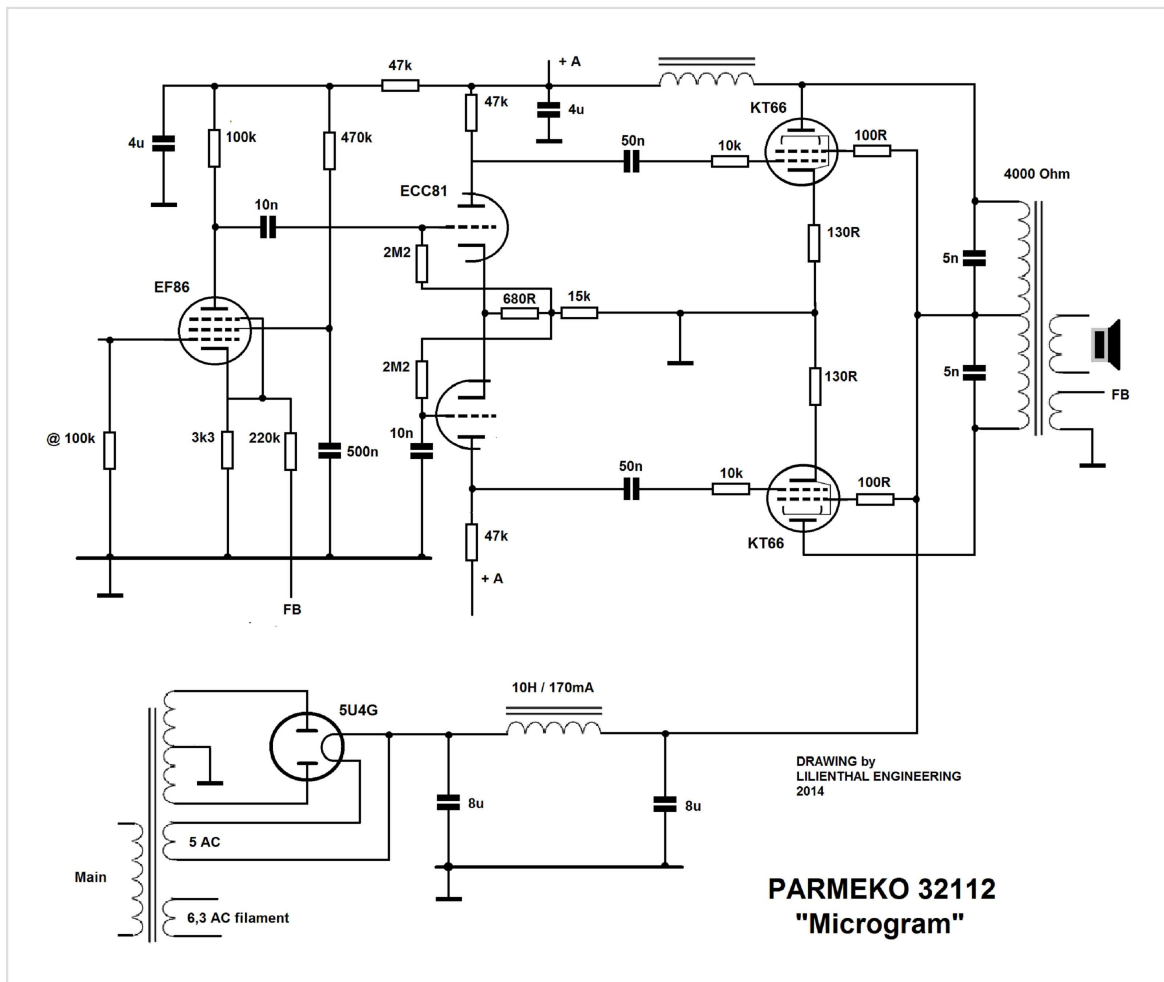 47k
+ A
47k
4u
KT66
100R
4u
100k
470k
50n
10k
4000 Ohm
ECC81
10n
2M2
130R
5n
EF86
680R
15k
2M2
130R
5n
FB
@ 100k
3k3
220k
500n
10n
50n
10k
100R
47k
KT66
+ A
FB
10H / 170mA
5U4G
DRAWING by
LILIENTHAL ENGINEERING
2014
8u
8u
5 AC
Main
6,3 AC filament
PARMEKO 32112
"Microgram"